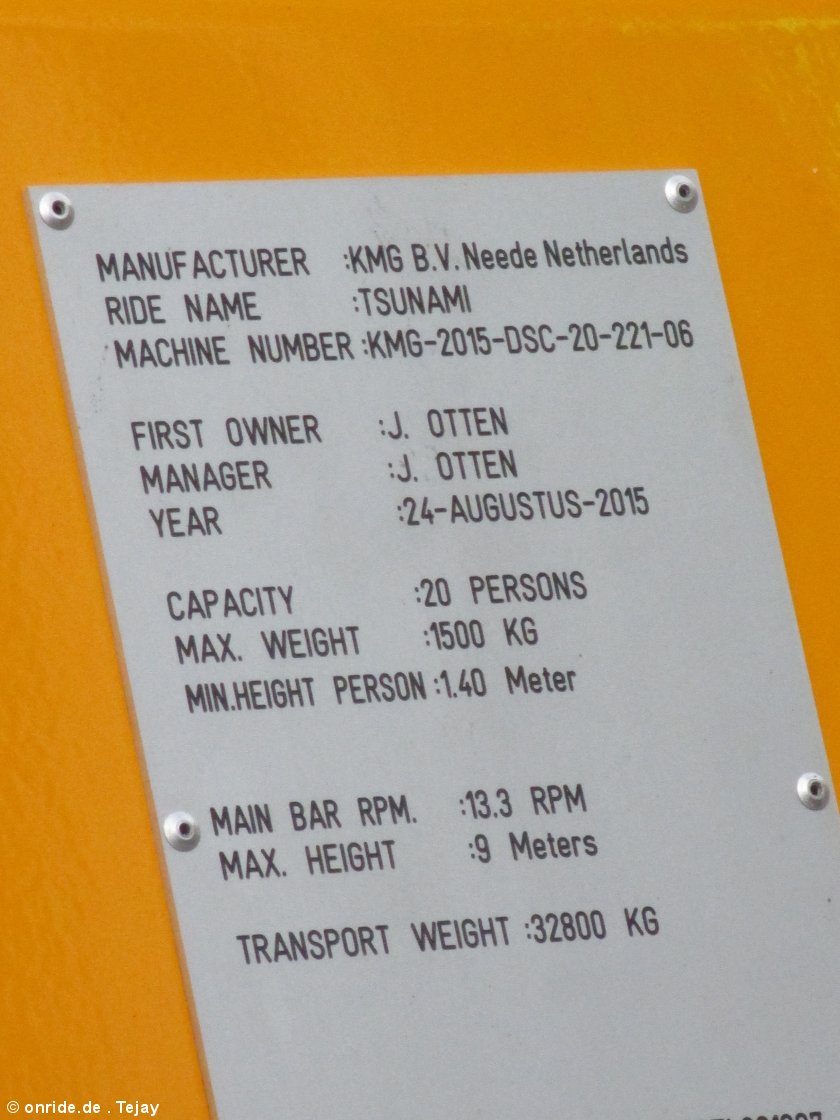 MANUFACTURER :KMG B.V. Neede Netherlands
RIDE NAME :TSUNAMI
MACHINE NUMBER :KMG-2015-DSC-20-221-06
FIRST OWNER :J. OTTEN
MANAGER :J. OTTEN
YEAR :24-AUGUSTUS-2015
CAPACITY :20 PERSONS
MAX. WEIGHT :1500 KG
MIN.HEIGHT PERSON :1.40 Meter
MAIN BAR RPM. :13.3 RPM
MAX. HEIGHT :9 Meters
TRANSPORT WEIGHT :32800 KG
© onride.de . Tejay